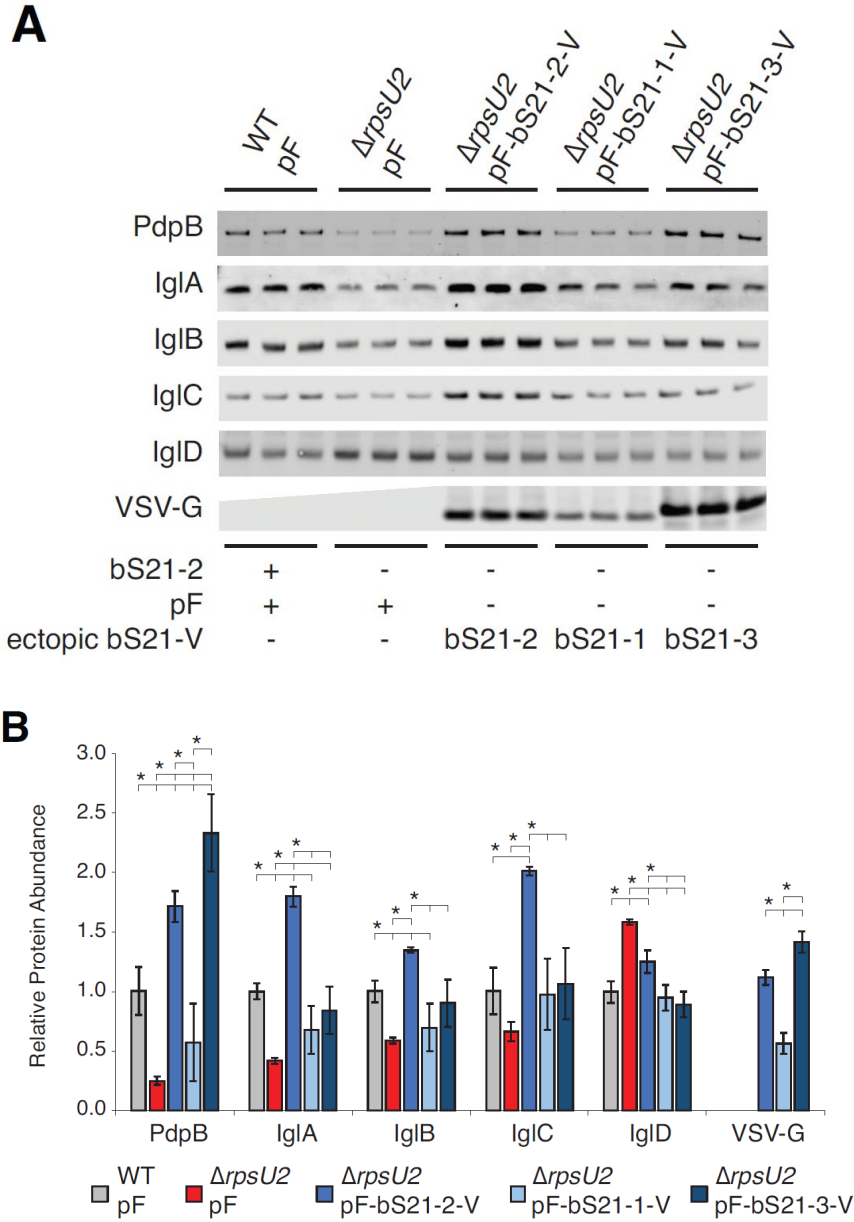 A
WT
pF
ΔrpsU2
pF
ΔrpsU2
pF-bS21-2-V
ΔrpsU2
pF-bS21-1-V
ΔrpsU2
pF-bS21-3-V
PdpB
IglA
IglB
IglC
IglD
VSV-G
bS21-2 + - - - -
pF + + - - -
ectopic bS21-V - - bS21-2 bS21-1 bS21-3
B
* * * *
3.0
2.5
2.0
1.5
1.0
0.5
0.0
Relative Protein Abundance
* * *
* * *
* * *
* * *
* *
PdpB IglA IglB IglC IglD VSV-G
WT ΔrpsU2 ΔrpsU2 ΔrpsU2 ΔrpsU2
pF pF pF-bS21-2-V pF-bS21-1-V pF-bS21-3-V